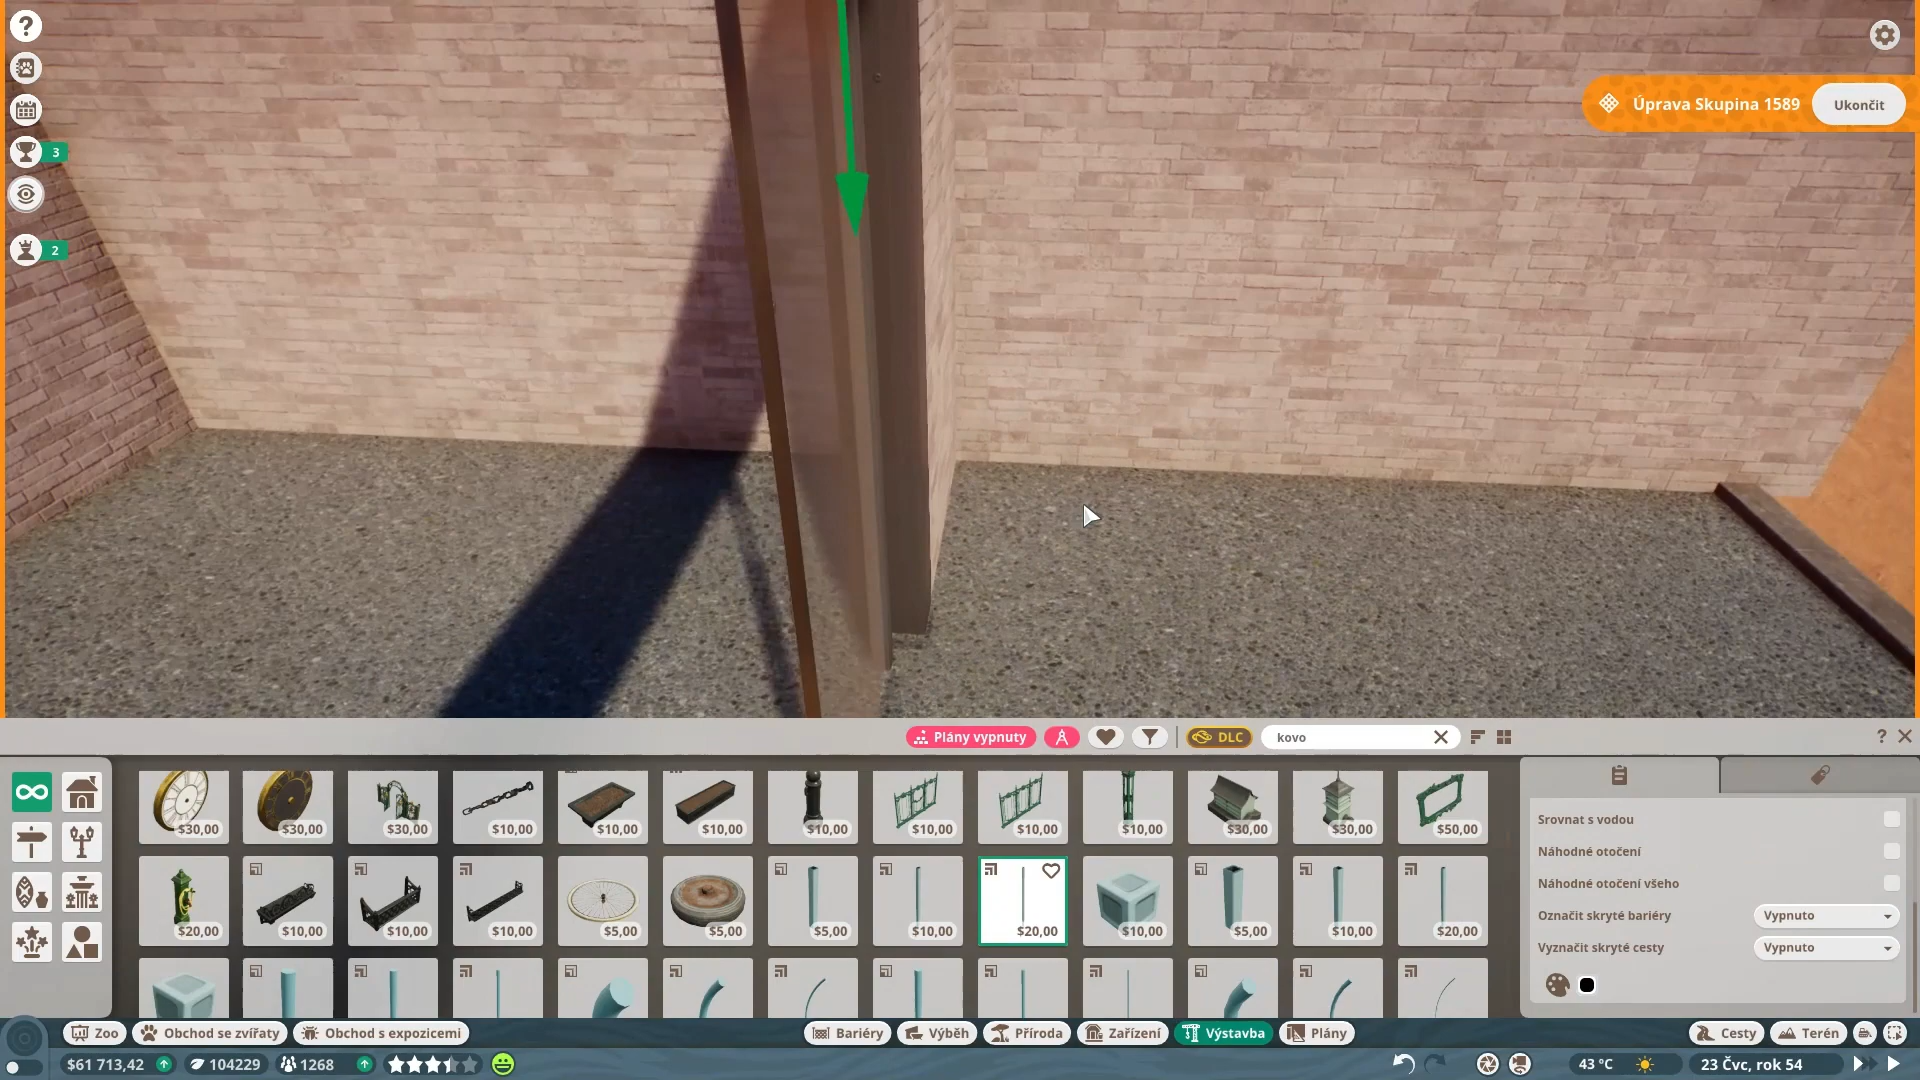 ?
Úprava Skupina 1589
Ukončit
3
2
Plány vypnuty
DLC
kovo
?
$30,00 $30,00 $30,00 $10,00 $10,00 $10,00 $10,00 $10,00 $10,00 $10,00 $30,00 $30,00 $50,00
$20,00 $10,00 $10,00 $10,00 $5,00 $5,00 $5,00 $10,00 $20,00 $10,00 $5,00 $10,00 $20,00
Srovnat s vodou
Náhodné otočení
Náhodné otočení všeho
Označit skryté bariéry Vypnuto
Vyznačit skryté cesty Vypnuto
Zoo Obchod se zvířaty Obchod s expozicemi Bariéry Výběh Příroda Zařízení Výstavba Plány Cesty Terén
$61 713,42 104229 1268 43 °C 23 Čvc, rok 54